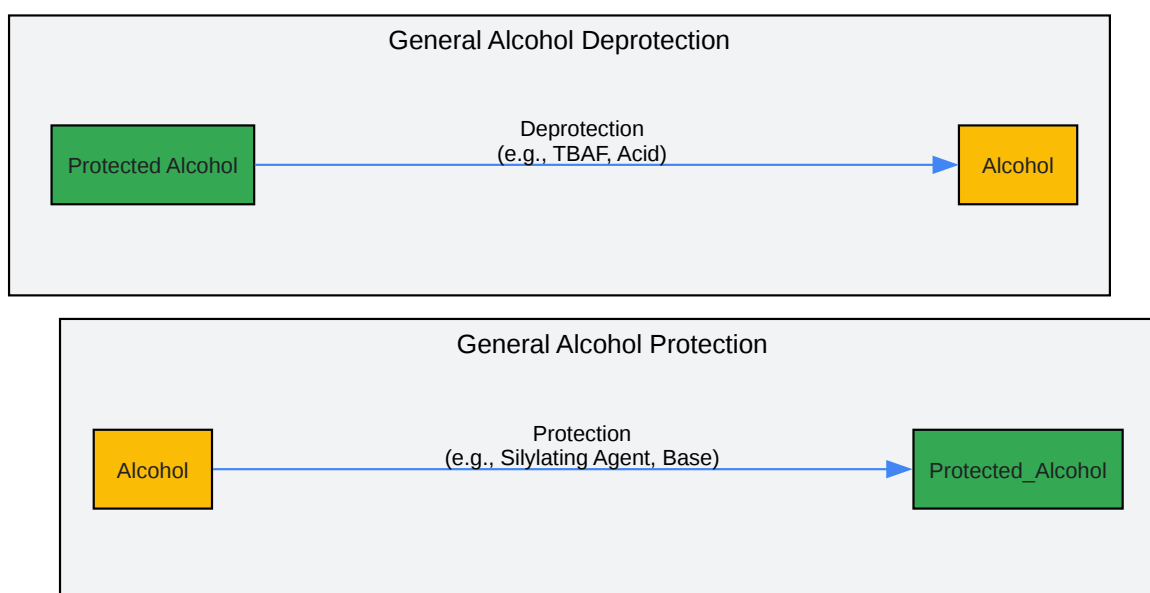 General Alcohol Deprotection
Deprotection
(e.g., TBAF, Acid)
Protected Alcohol
Alcohol
General Alcohol Protection
Protection
(e.g., Silylating Agent, Base)
Alcohol
Protected_Alcohol